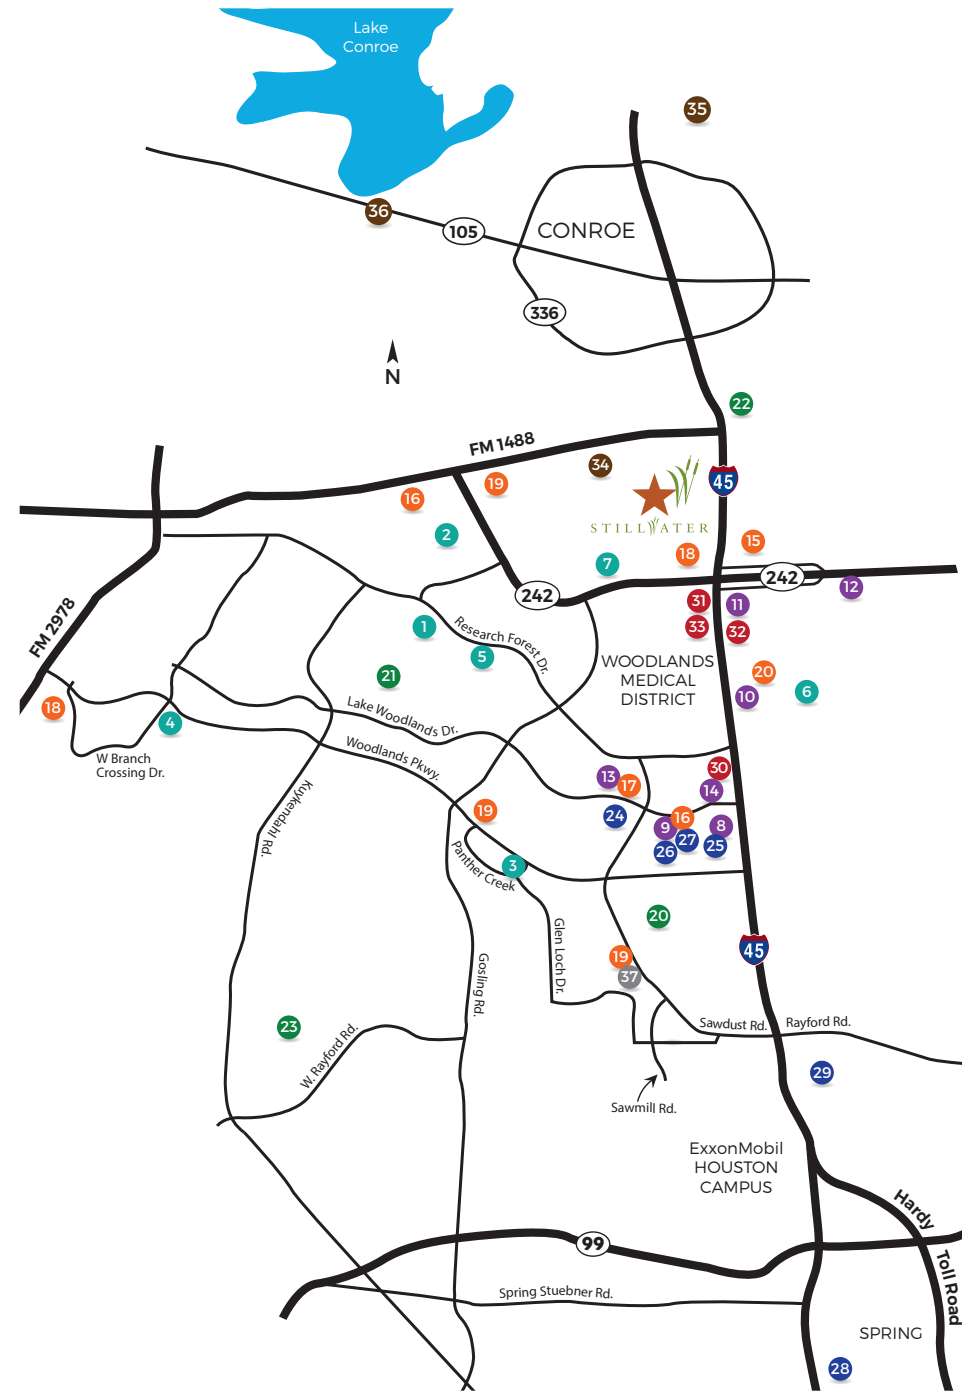 Lake
Conroe
35
36
105
CONROE
336
N
22
FM 1488
34
19
16
45
STILLWATER
2
15
18
7
242
242
12
31
11
FM 2978
33
32
1
Research Forest Dr.
5
WOODLANDS
MEDICAL
DISTRICT
20
21
6
10
18
4
Lake Woodlands Dr.
W Branch
Crossing Dr.
Woodlands Pkwy.
30
13
17
14
Kuykendahl Rd.
19
24
16
9
8
27
26
25
Panther Creek
3
20
Glen Loch Dr.
45
19
37
Gosling Rd.
23
W. Rayford Rd.
Sawdust Rd.
Rayford Rd.
29
Sawmill Rd.
ExxonMobil
HOUSTON
CAMPUS
Hardy
Toll Road
99
Spring Stuebner Rd.
SPRING
28